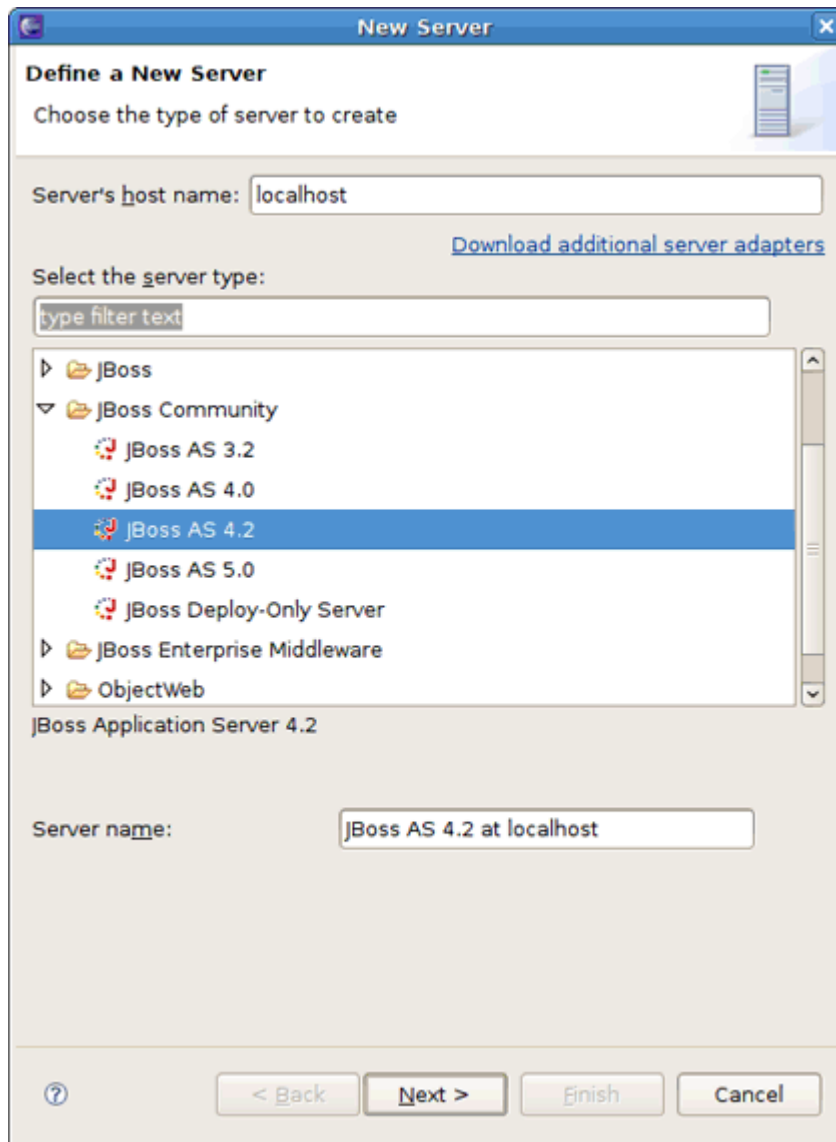 New Server
Define a New Server
Choose the type of server to create
Server's host name: localhost
Download additional server adapters
Select the server type:
type filter text
JBoss
JBoss Community
JBoss AS 3.2
JBoss AS 4.0
JBoss AS 4.2
JBoss AS 5.0
JBoss Deploy-Only Server
JBoss Enterprise Middleware
ObjectWeb
JBoss Application Server 4.2
Server name: JBoss AS 4.2 at localhost
? < Back Next > Finish Cancel